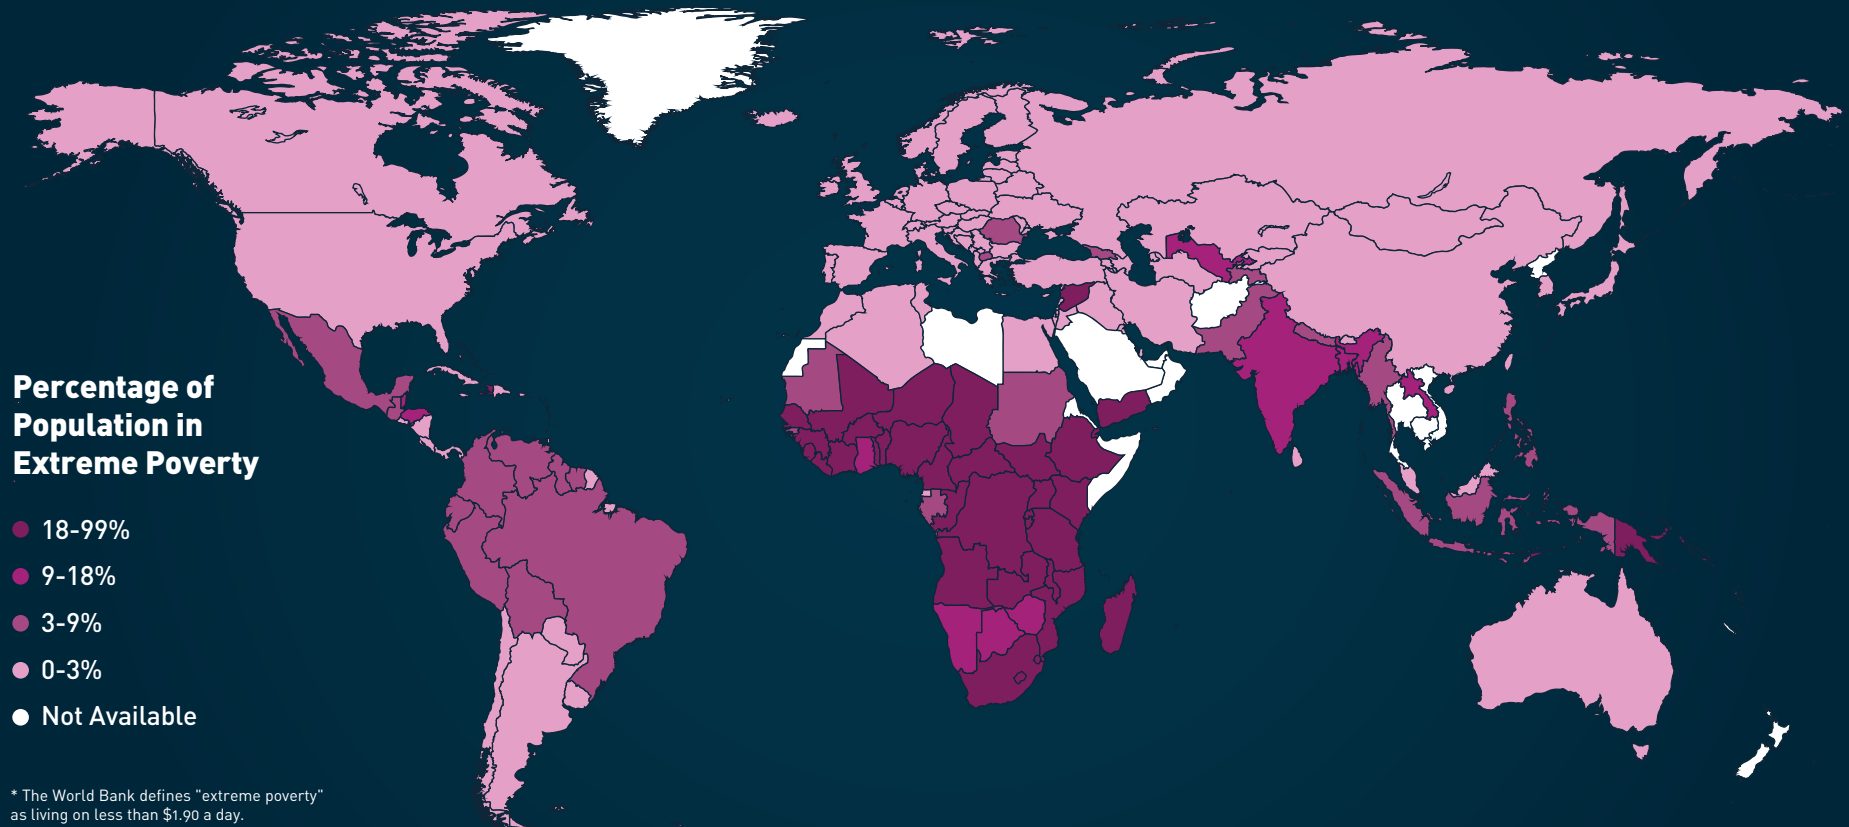 Percentage of
Population in
Extreme Poverty
18-99%
9-18%
3-9%
0-3%
Not Available
* The World Bank defines "extreme poverty"
as living on less than $1.90 a day.